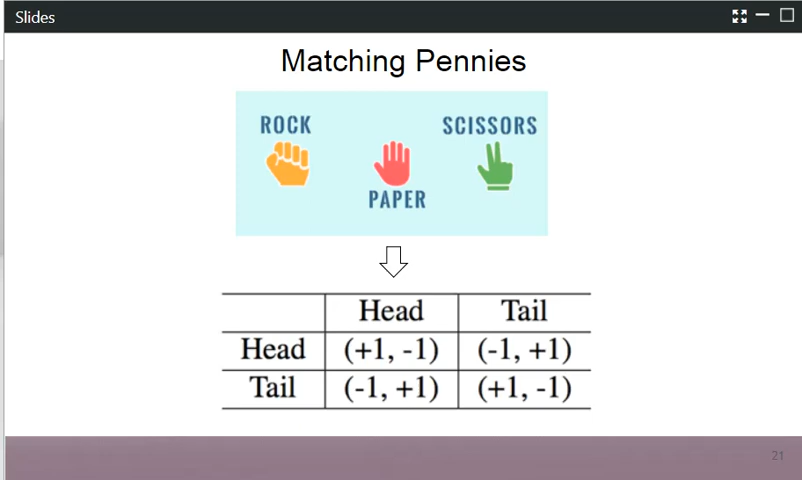 Slides
Matching Pennies
ROCK
SCISSORS
PAPER
Head Tail
Head (+1, -1) (-1, +1)
Tail (-1, +1) (+1, -1)
21